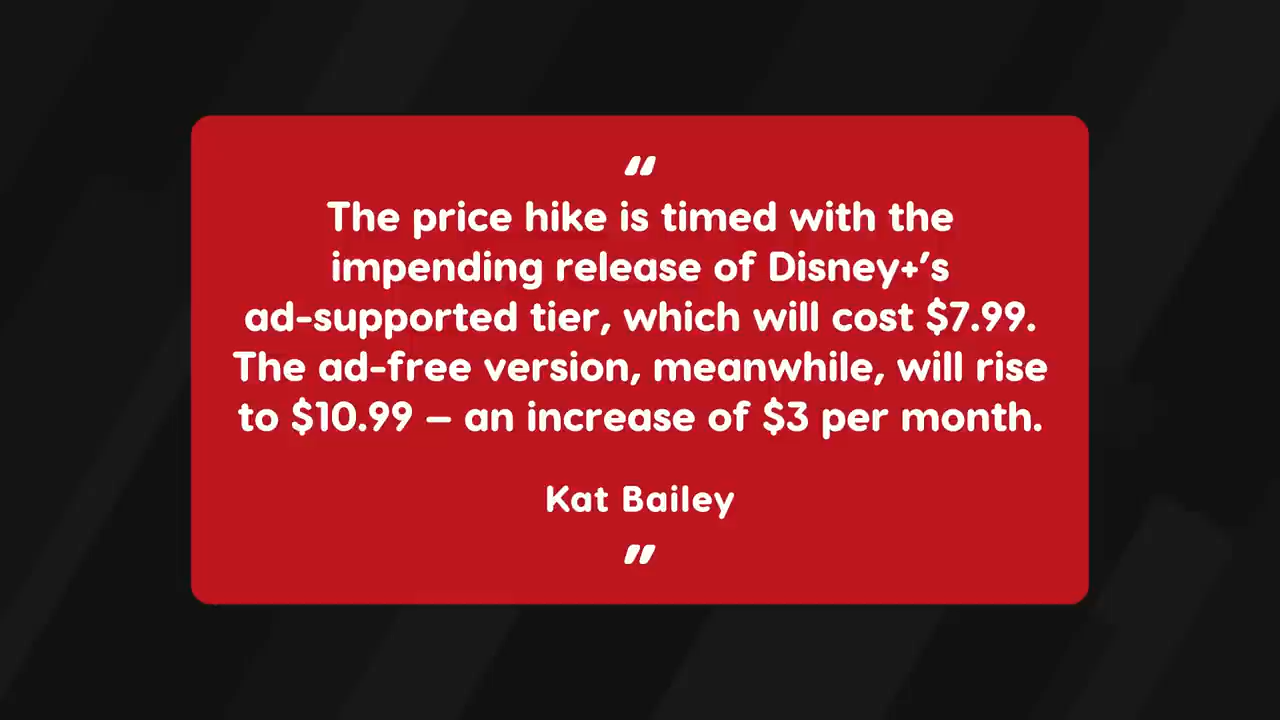 "
The price hike is timed with the
impending release of Disney+’s
ad-supported tier, which will cost $7.99.
The ad-free version, meanwhile, will rise
to $10.99 – an increase of $3 per month.
Kat Bailey
"